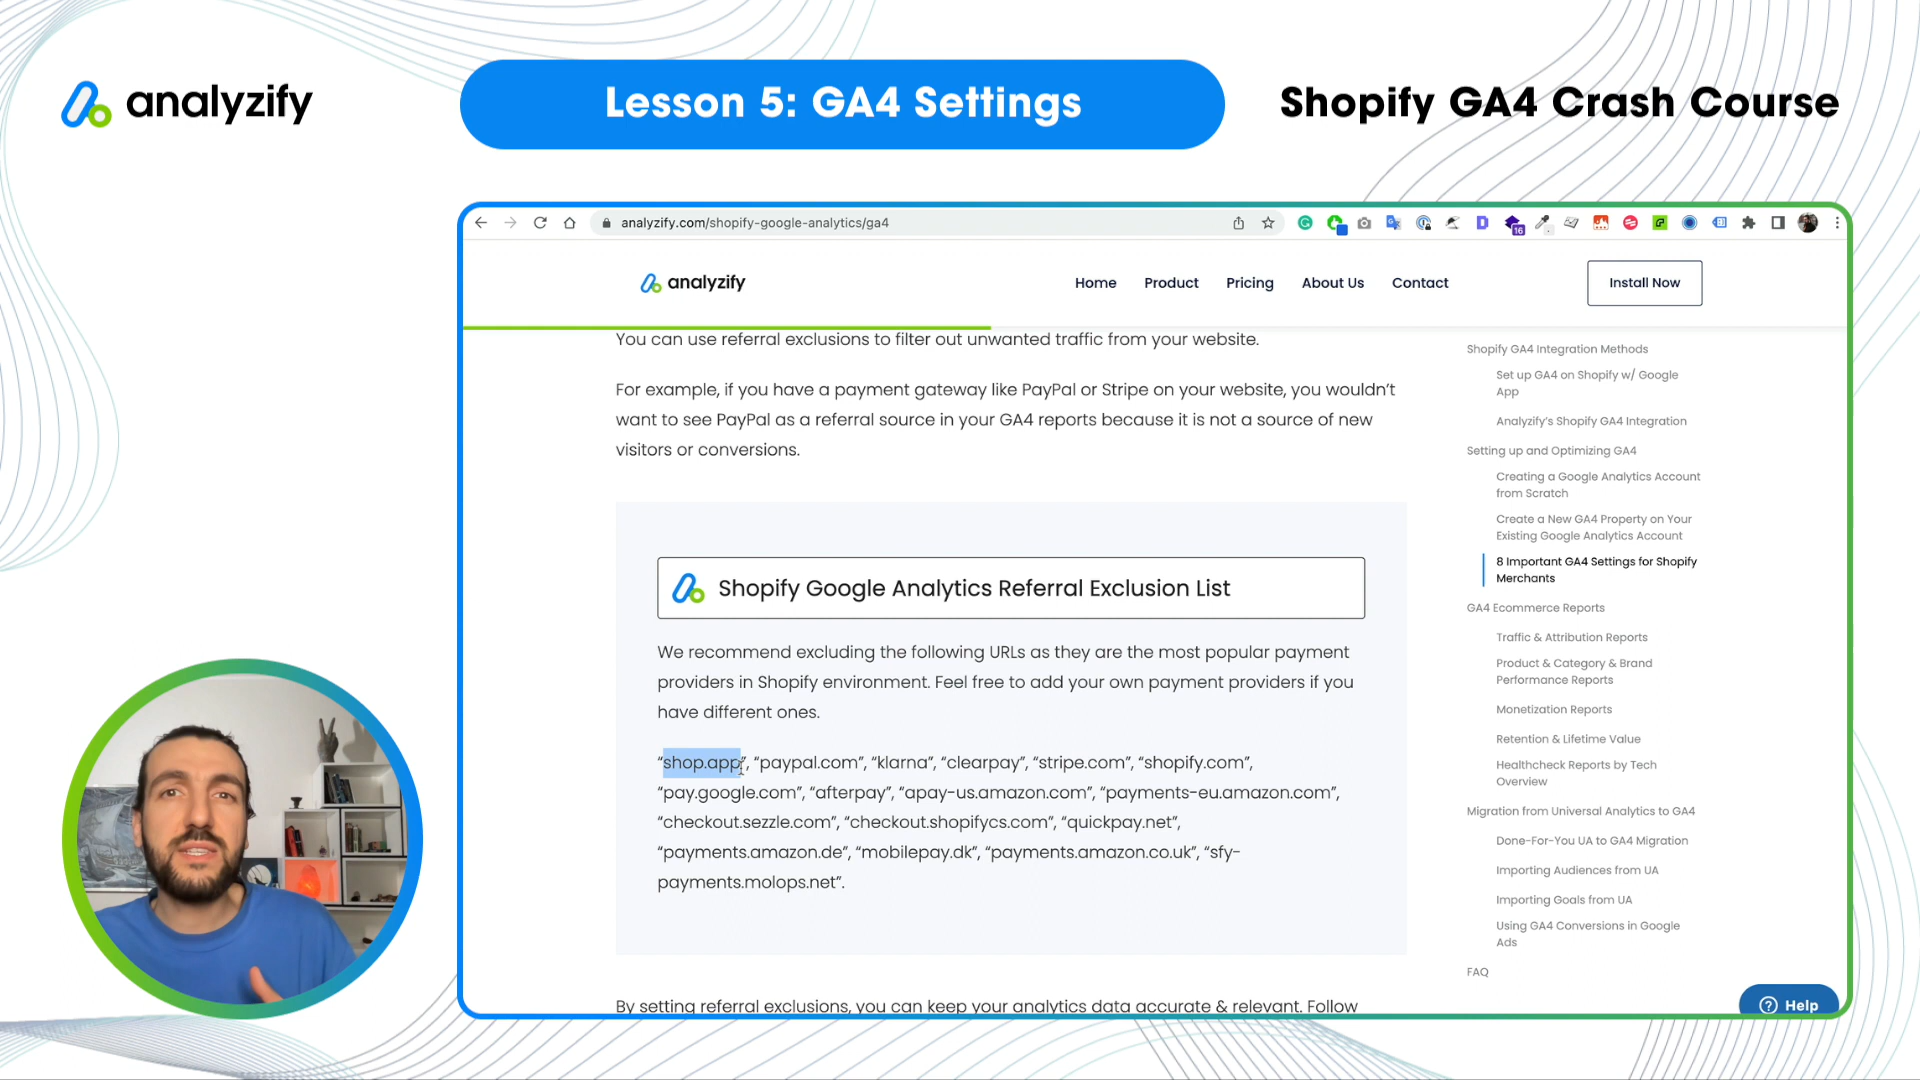 analyzify
Lesson 5: GA4 Settings
Shopify GA4 Crash Course
analyzify.com/shopify-google-analytics/ga4
16
analyzify
Home
Product
Pricing
About Us
Contact
Install Now
You can use referral exclusions to filter out unwanted traffic from your website.
For example, if you have a payment gateway like PayPal or Stripe on your website, you wouldn’t
want to see PayPal as a referral source in your GA4 reports because it is not a source of new
visitors or conversions.
Shopify Google Analytics Referral Exclusion List
We recommend excluding the following URLs as they are the most popular payment
providers in Shopify environment. Feel free to add your own payment providers if you
have different ones.
“shop.app”, “paypal.com”, “klarna”, “clearpay”, “stripe.com”, “shopify.com”,
“pay.google.com”, “afterpay”, “apay-us.amazon.com”, “payments-eu.amazon.com”,
“checkout.sezzle.com”, “checkout.shopifycs.com”, “quickpay.net”,
“payments.amazon.de”, “mobilepay.dk”, “payments.amazon.co.uk”, “sfy-
payments.molops.net”.
By setting referral exclusions, you can keep your analytics data accurate & relevant. Follow
Shopify GA4 Integration Methods
Set up GA4 on Shopify w/ Google
App
Analyzify’s Shopify GA4 Integration
Setting up and Optimizing GA4
Creating a Google Analytics Account
from Scratch
Create a New GA4 Property on Your
Existing Google Analytics Account
8 Important GA4 Settings for Shopify
Merchants
GA4 Ecommerce Reports
Traffic & Attribution Reports
Product & Category & Brand
Performance Reports
Monetization Reports
Retention & Lifetime Value
Healthcheck Reports by Tech
Overview
Migration from Universal Analytics to GA4
Done-For-You UA to GA4 Migration
Importing Audiences from UA
Importing Goals from UA
Using GA4 Conversions in Google
Ads
FAQ
Help